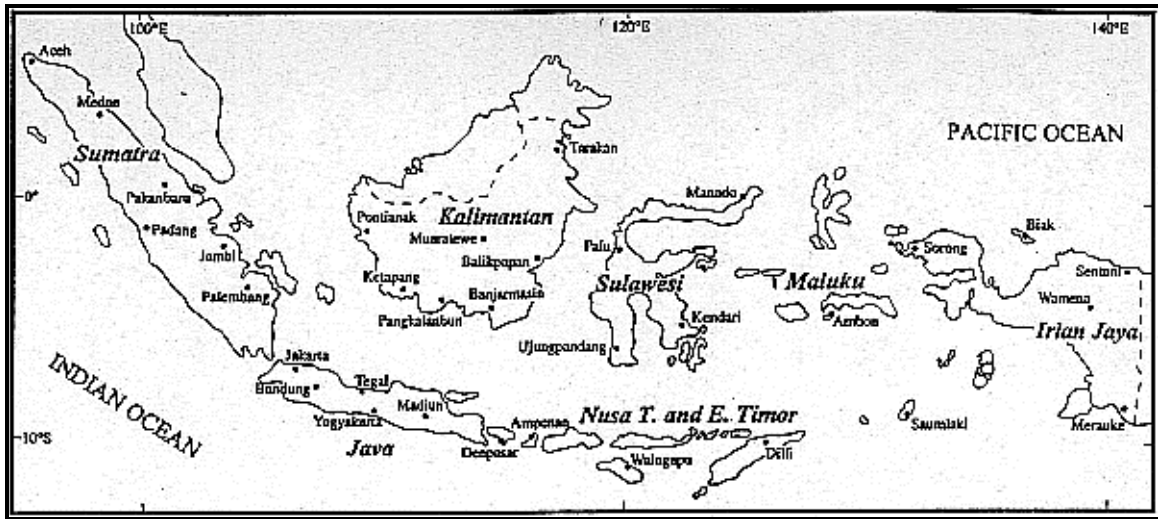 100°E
120°E
140°E
Aceh
Medan
Sumatra
PACIFIC OCEAN
Tarakan
Manado
0°
Pakanbaru
Pontianak
Kalimantan
Padang
Muaratewe
Biak
Jambi
Palu
Sorong
Balikpapan
Sentani
Ketapang
Sulawesi
Maluku
Palembang
Banjarmasin
Wamena
Pangkalanbun
Kendari
Ambon
Irian Jaya
Ujungpandang
Jakarta
INDIAN OCEAN
Bandung
Tegal
Madiun
Nusa T. and E. Timor
Yogyakarta
Ampenan
Saumlaki
Merauke
10°S
Java
Denpasar
Waingapu
Dilli